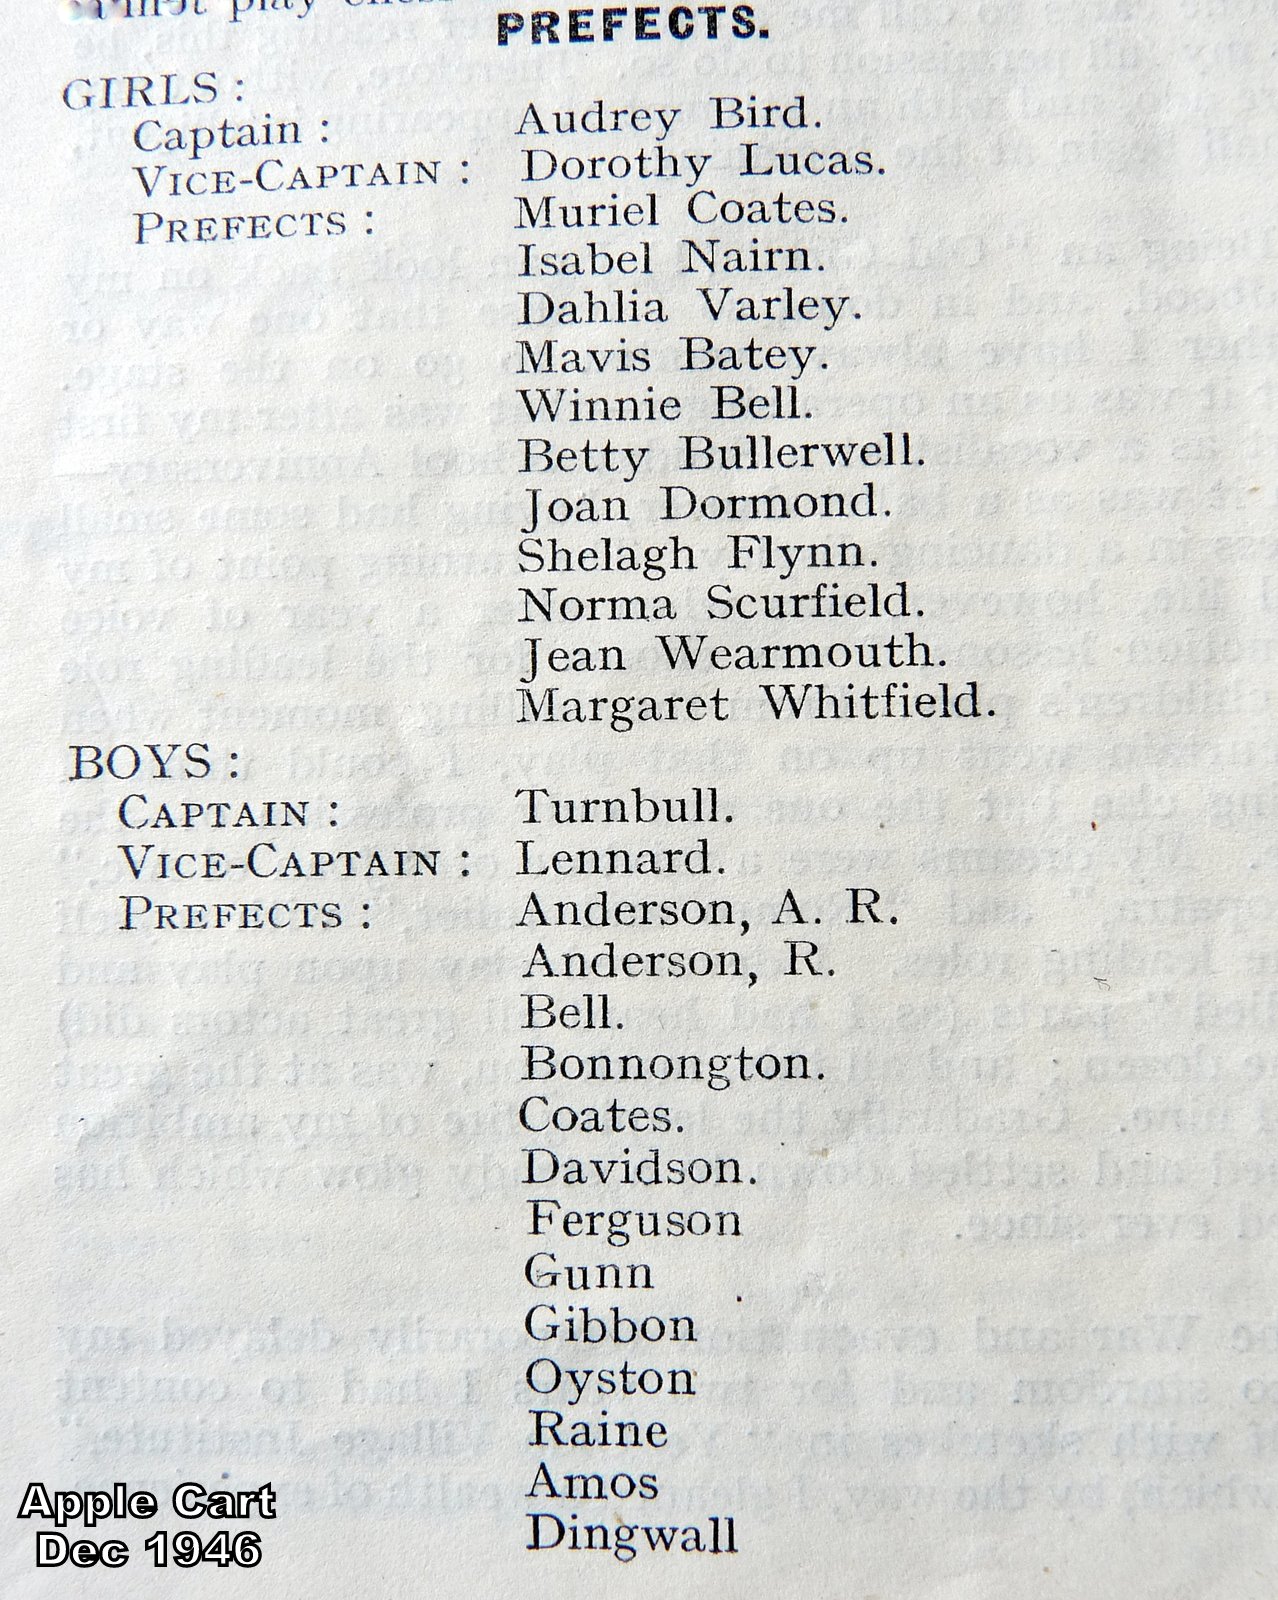 cannot play
PREFECTS.
GIRLS :
Captain : Audrey Bird.
VICE-CAPTAIN : Dorothy Lucas.
PREFECTS : Muriel Coates.
Isabel Nairn.
Dahlia Varley.
Mavis Batey.
Winnie Bell.
Betty Bullerwell.
Joan Dormond.
Shelagh Flynn.
Norma Scurfield.
Jean Wearmouth.
Margaret Whitfield.
BOYS :
CAPTAIN : Turnbull.
VICE-CAPTAIN : Lennard.
PREFECTS : Anderson, A. R.
Anderson, R.
Bell.
Bonnongton.
Coates.
Davidson.
Ferguson
Gunn
Gibbon
Oyston
Raine
Amos
Dingwall
Apple Cart
Dec 1946